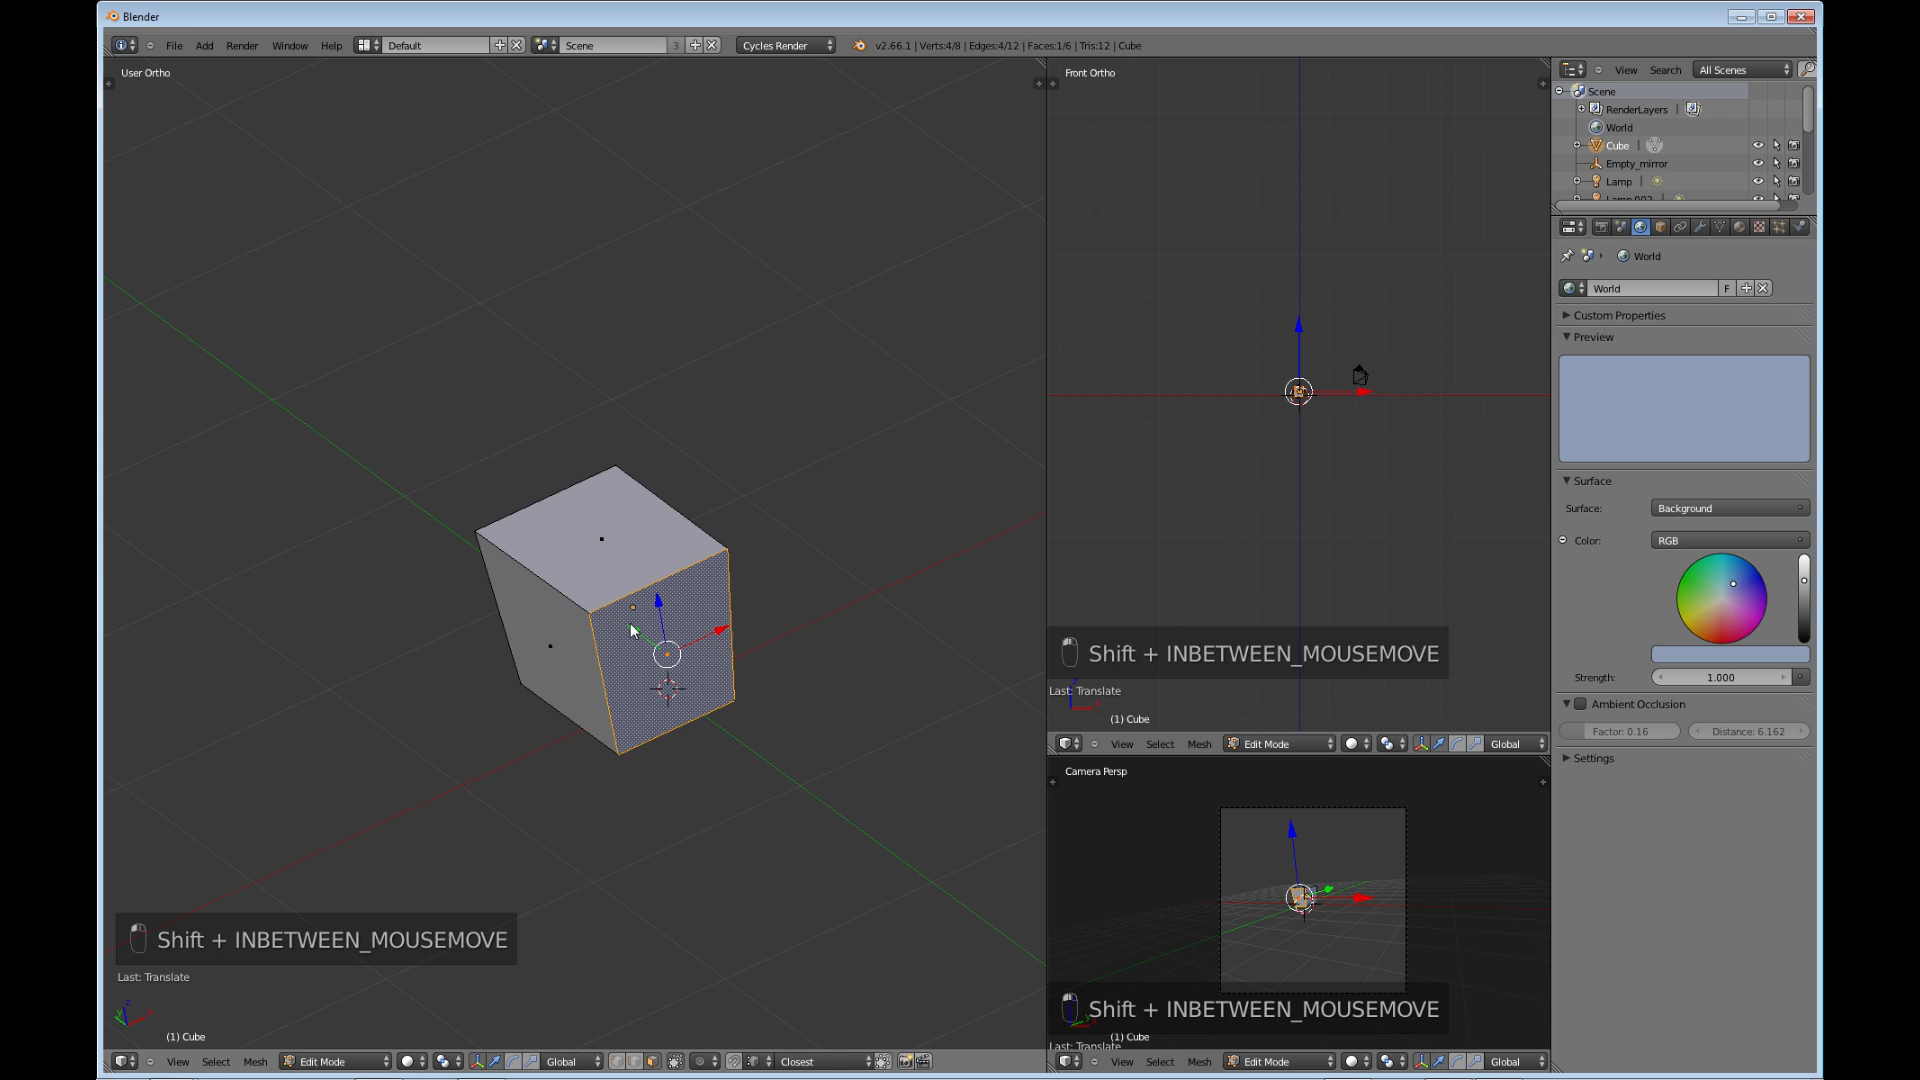 Blender
File Add Render Window Help Default Scene 3 Cycles Render v2.66.1 | Verts:4/8 | Edges:4/12 | Faces:1/6 | Tris:12 | Cube
User Ortho
Shift + INBETWEEN_MOUSEMOVE
Last: Translate
(1) Cube
View Select Mesh Edit Mode Global Closest
Front Ortho
Shift + INBETWEEN_MOUSEMOVE
Last: Translate
(1) Cube
View Select Mesh Edit Mode Global
Camera Persp
Shift + INBETWEEN_MOUSEMOVE
(1) Cube
Last: Translate
View Select Mesh Edit Mode Global
View Search All Scenes
Scene
RenderLayers |
World
Cube |
Empty_mirror
Lamp |
Lamp.002
World
World F
Custom Properties
Preview
Surface
Surface: Background
Color: RGB
Strength: 1.000
Ambient Occlusion
Factor: 0.16 Distance: 6.162
Settings